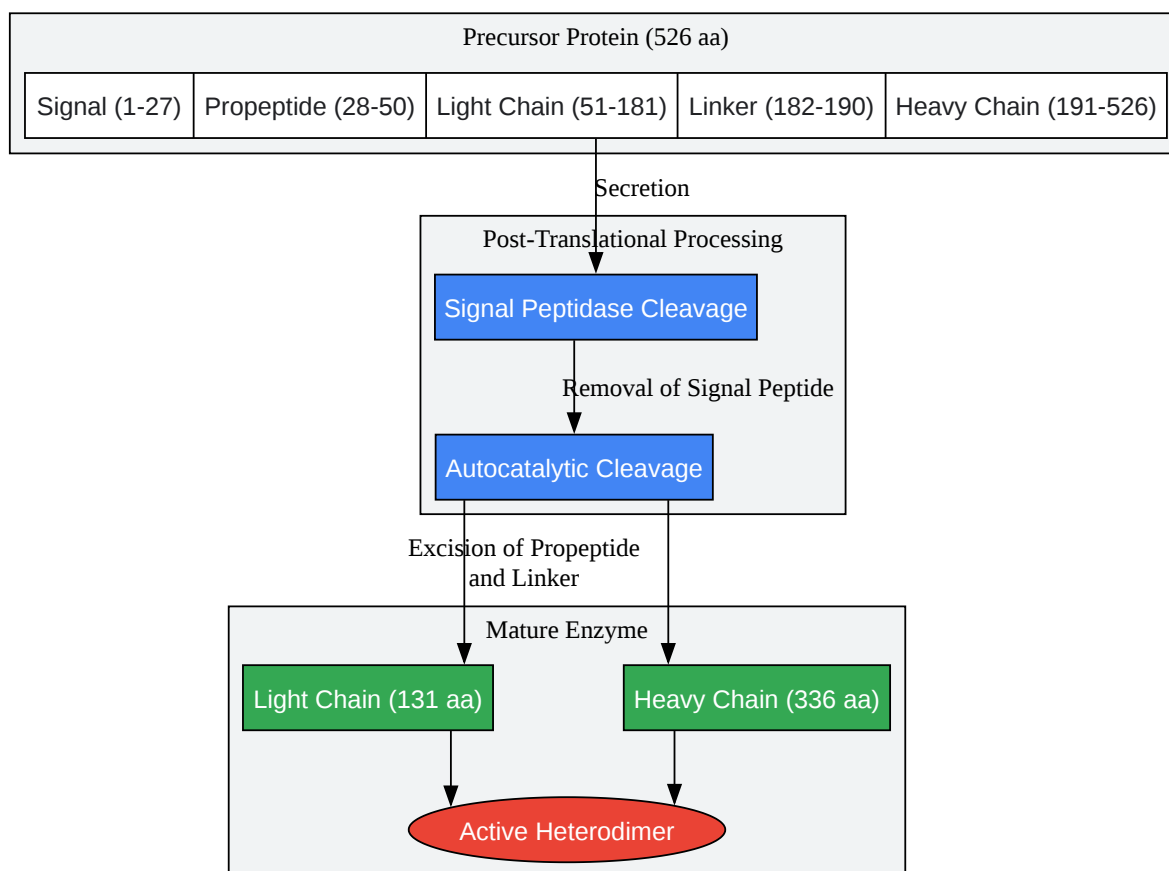 Precursor Protein (526 aa)
Signal (1-27)
Propeptide (28-50)
Light Chain (51-181)
Linker (182-190)
Heavy Chain (191-526)
Secretion
Post-Translational Processing
Signal Peptidase Cleavage
Removal of Signal Peptide
Autocatalytic Cleavage
Excision of Propeptide
and Linker
Mature Enzyme
Light Chain (131 aa)
Heavy Chain (336 aa)
Active Heterodimer